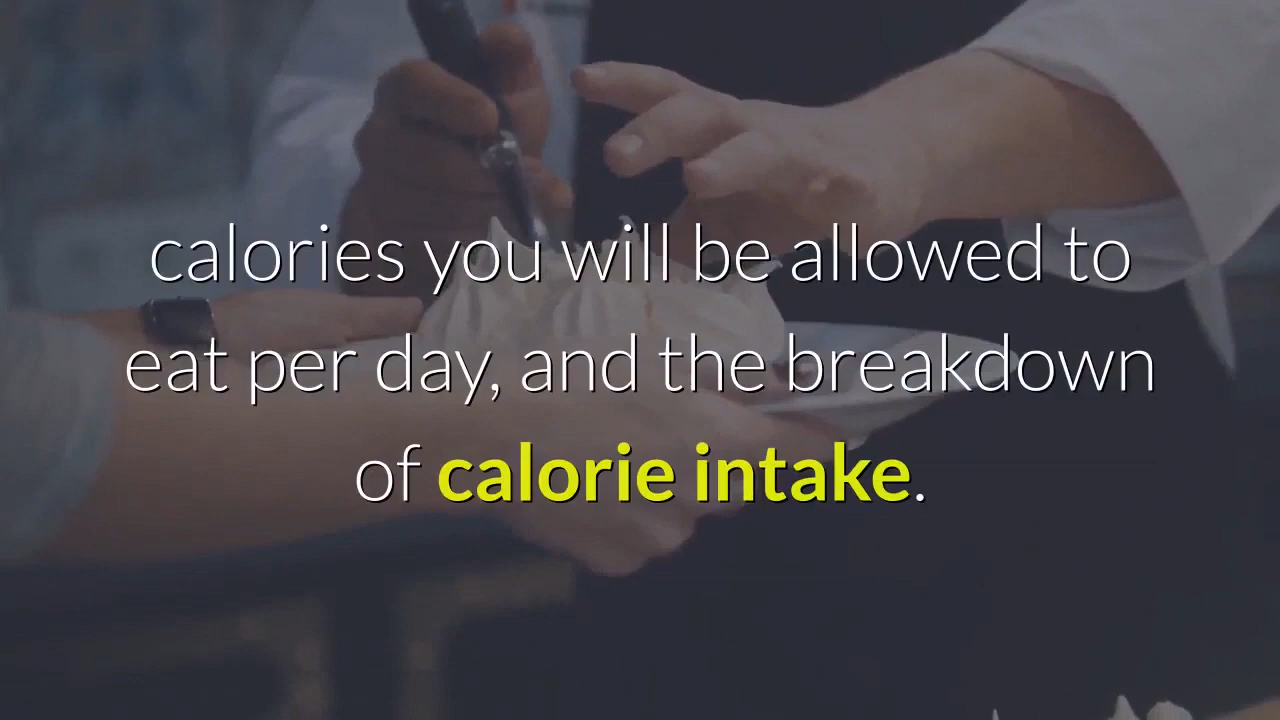 calories you will be allowed to
eat per day, and the breakdown
of calorie intake.